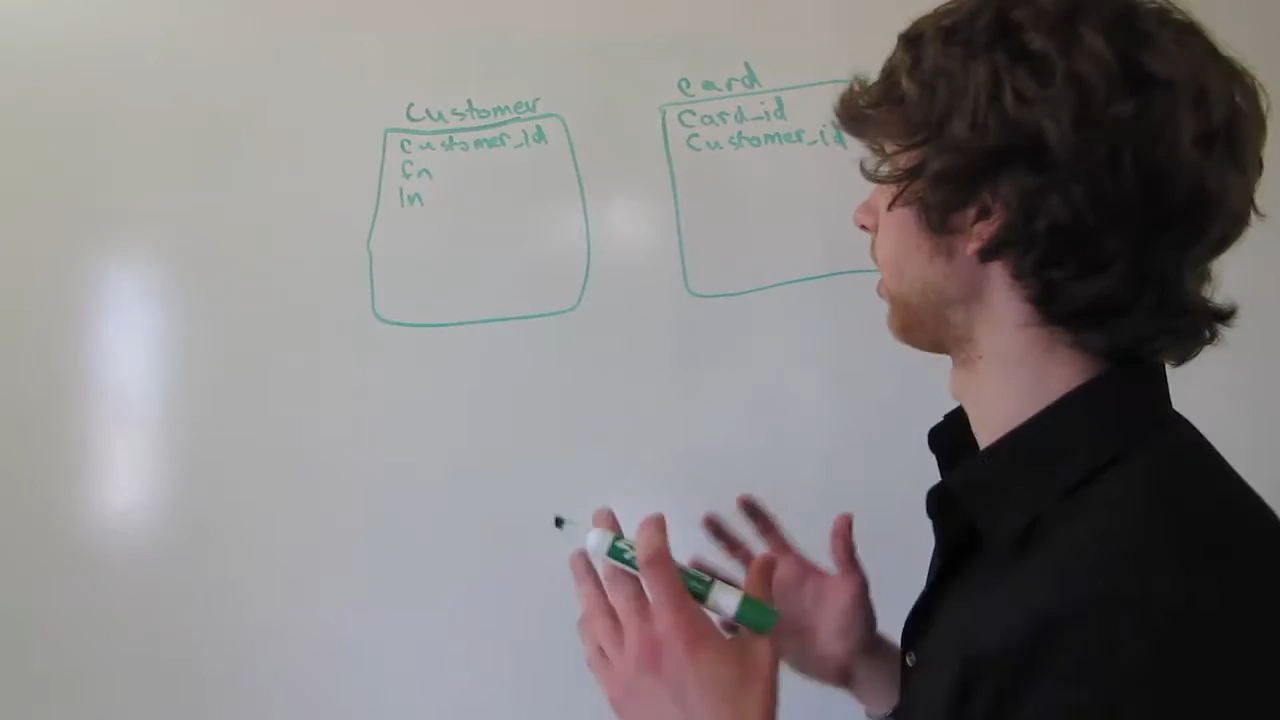 Customer
Customer_id
fn
ln
Card
Card_id
Customer_id